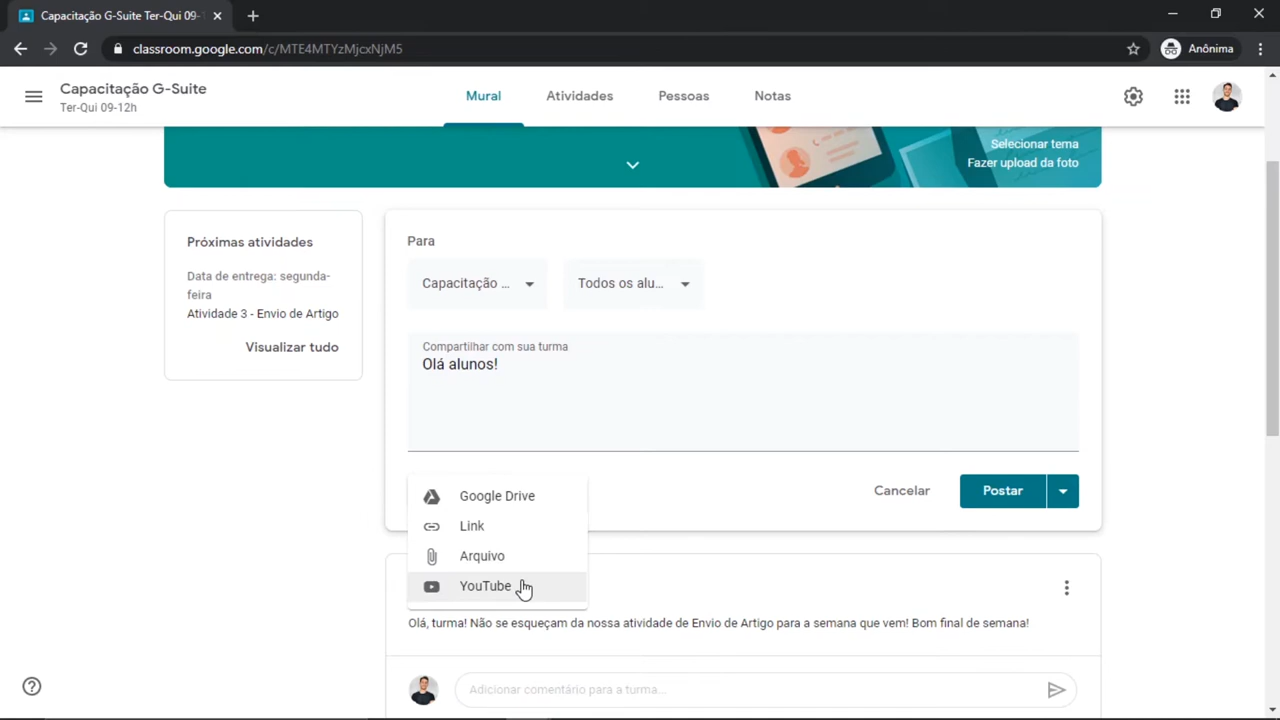 Capacitação G-Suite Ter-Qui 09-1
classroom.google.com/c/MTE4MTYzMjcxNjM5
Anônima
Capacitação G-Suite
Ter-Qui 09-12h
Mural
Atividades
Pessoas
Notas
Selecionar tema
Fazer upload da foto
Próximas atividades
Data de entrega: segunda-
feira
Atividade 3 - Envio de Artigo
Visualizar tudo
Para
Capacitação ...
Todos os alu...
Compartilhar com sua turma
Olá alunos!
Google Drive
Link
Arquivo
YouTube
Cancelar
Postar
Olá, turma! Não se esqueçam da nossa atividade de Envio de Artigo para a semana que vem! Bom final de semana!
Adicionar comentário para a turma...